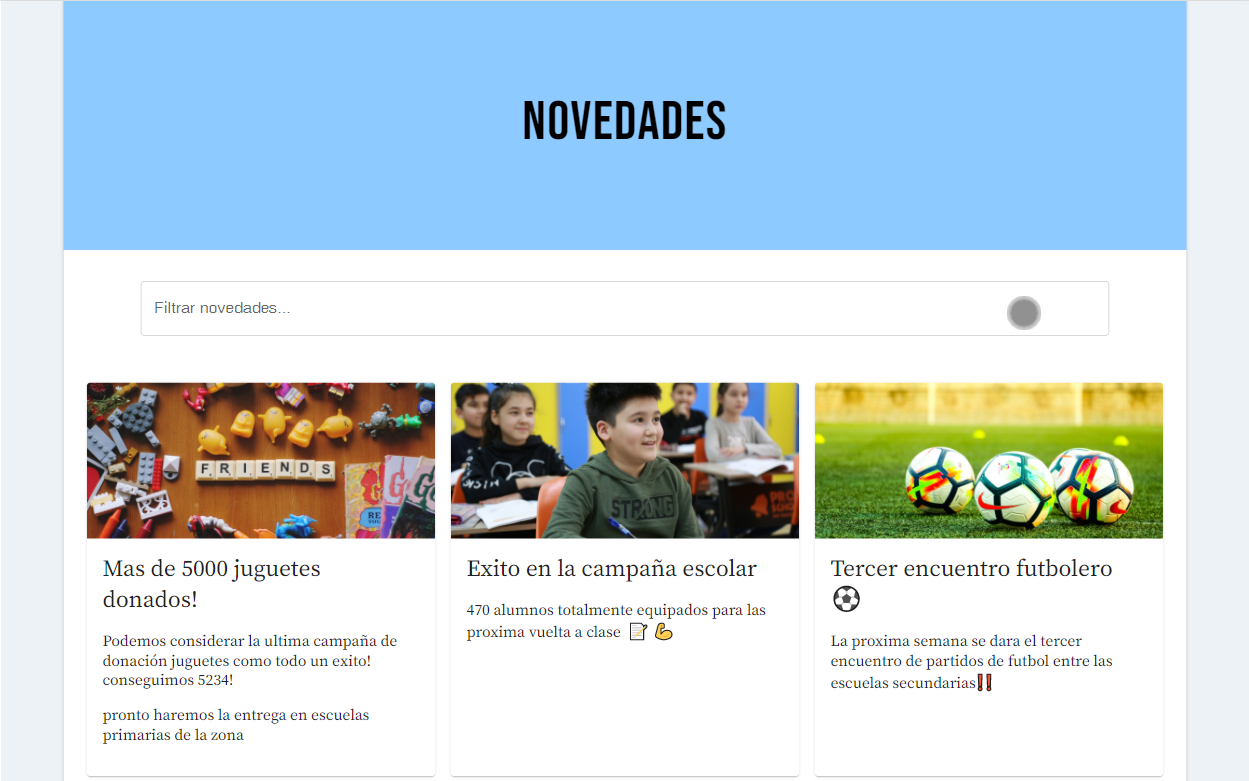 NOVEDADES
Filtrar novedades...
FRIENDS
STRONG
Mas de 5000 juguetes
donados!
Exito en la campaña escolar
Tercer encuentro futbolero
⚽
Podemos considerar la ultima campaña de
donación juguetes como todo un exito!
conseguimos 5234!
pronto haremos la entrega en escuelas
primarias de la zona
470 alumnos totalmente equipados para las
proxima vuelta a clase 📝 💪
La proxima semana se dara el tercer
encuentro de partidos de futbol entre las
escuelas secundarias‼️